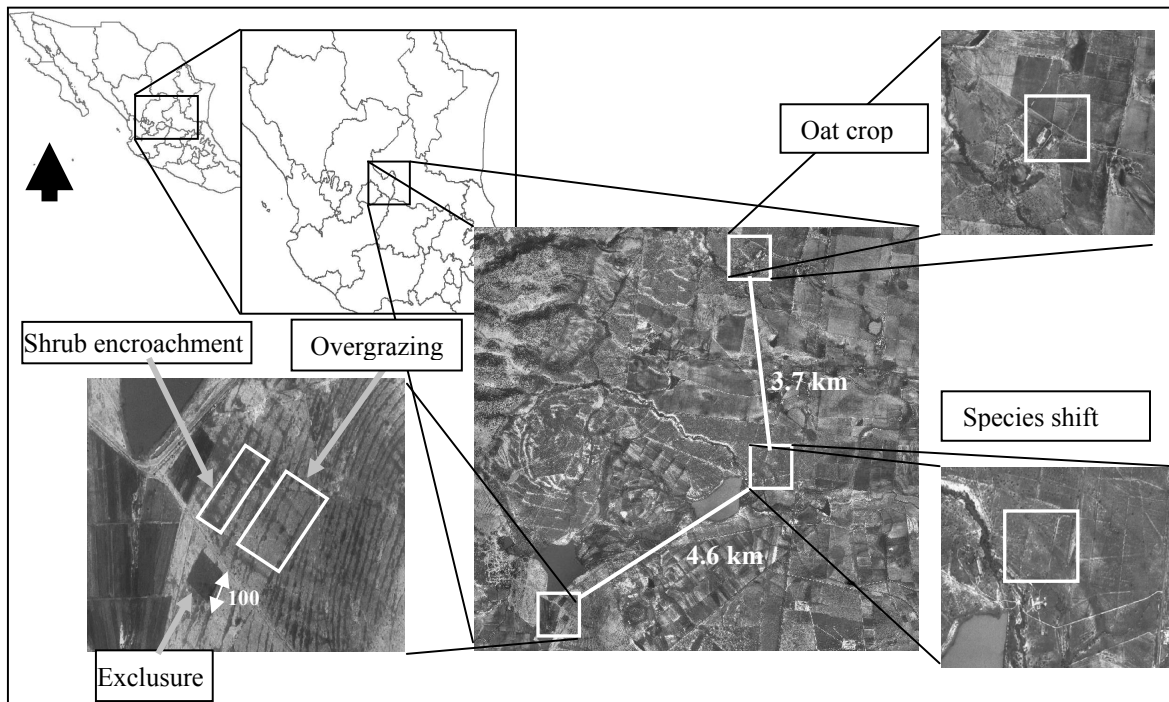 Oat crop
Shrub encroachment
Overgrazing
3.7 km
Species shift
4.6 km
100
Exclusure